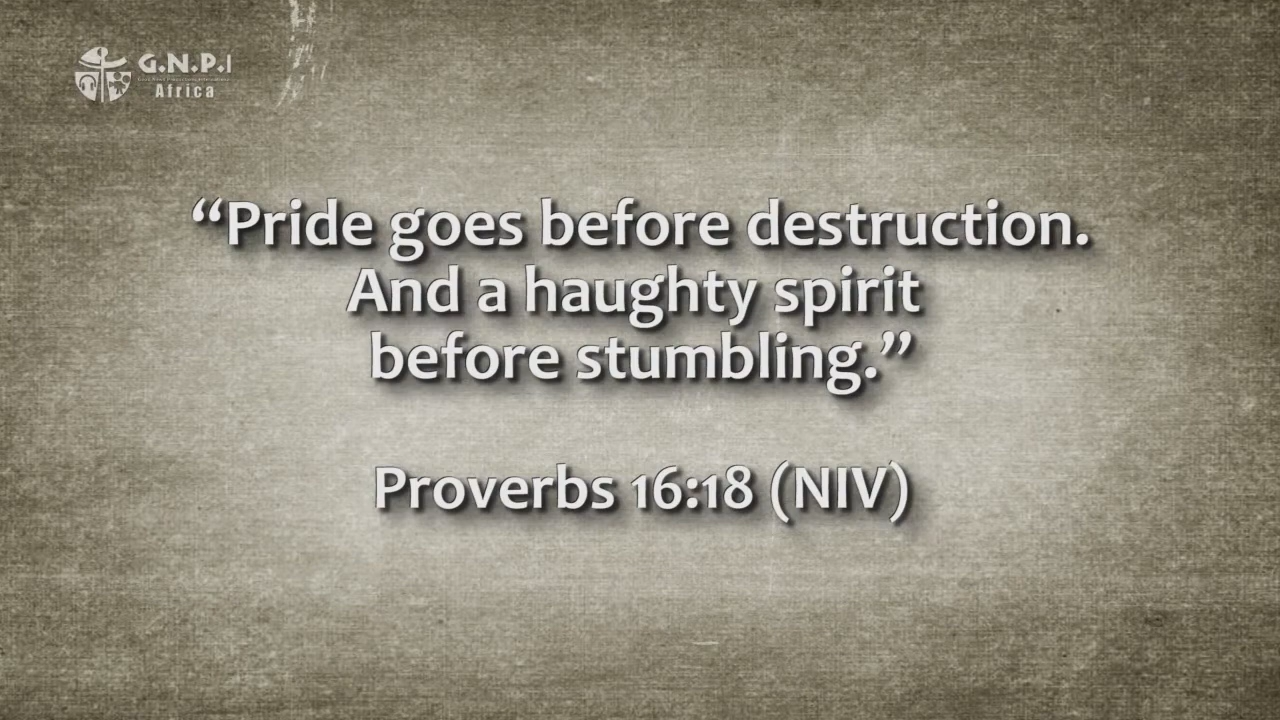 G.N.P.I
Africa
“Pride goes before destruction.
And a haughty spirit
before stumbling.”
Proverbs 16:18 (NIV)